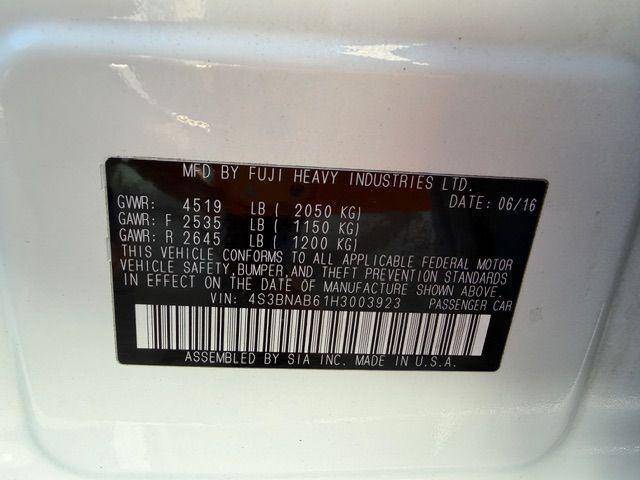 MFD BY FUJI HEAVY INDUSTRIES LTD.
GVWR: 4519 LB ( 2050 KG) DATE: 06/16
GAWR: F 2535 LB ( 1150 KG)
GAWR: R 2645 LB ( 1200 KG)
THIS VEHICLE CONFORMS TO ALL APPLICABLE FEDERAL MOTOR
VEHICLE SAFETY,BUMPER,AND THEFT PREVENTION STANDARDS
IN EFFECT ON THE DATE OF MANUFACTURE SHOWN ABOVE.
VIN: 4S3BNAB61H3003923 PASSENGER CAR
ASSEMBLED BY SIA INC. MADE IN U.S.A.